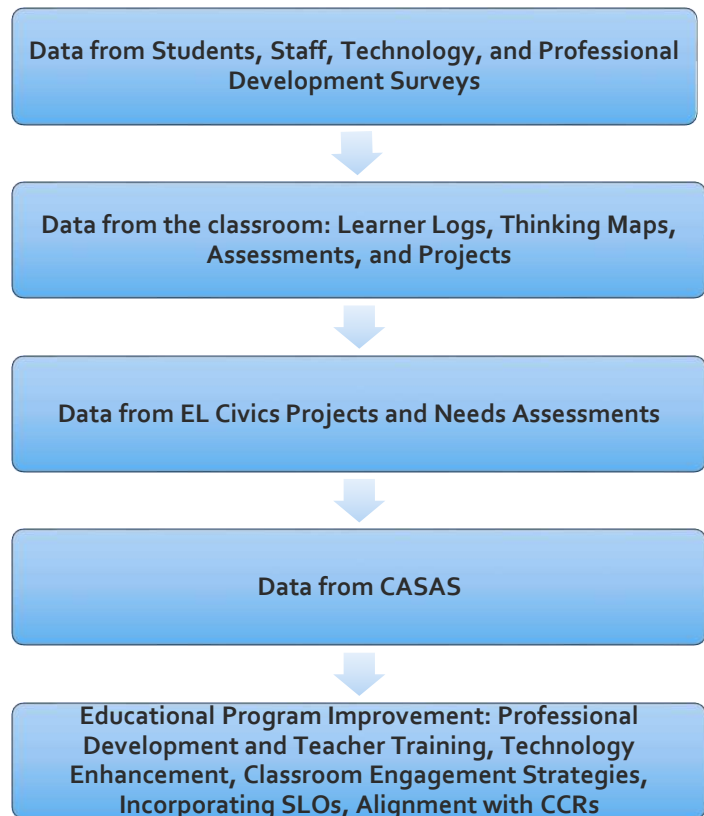 Data from Students, Staff, Technology, and Professional
Development Surveys
Data from the classroom: Learner Logs, Thinking Maps,
Assessments, and Projects
Data from EL Civics Projects and Needs Assessments
Data from CASAS
Educational Program Improvement: Professional
Development and Teacher Training, Technology
Enhancement, Classroom Engagement Strategies,
Incorporating SLOs, Alignment with CCRs